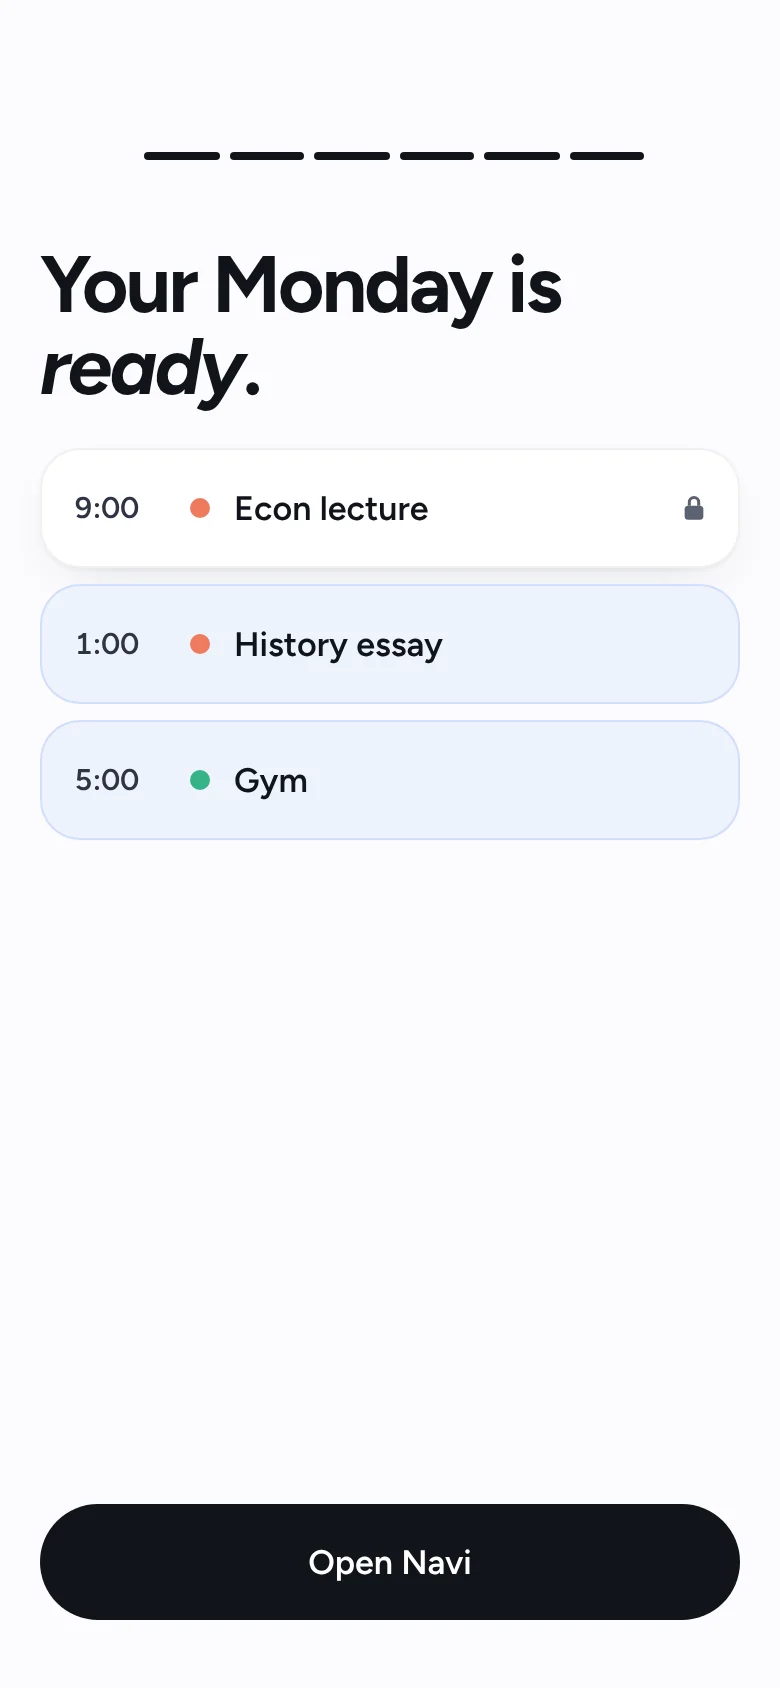 Your Monday is
ready.
9:00 Econ lecture
1:00 History essay
5:00 Gym
Open Navi